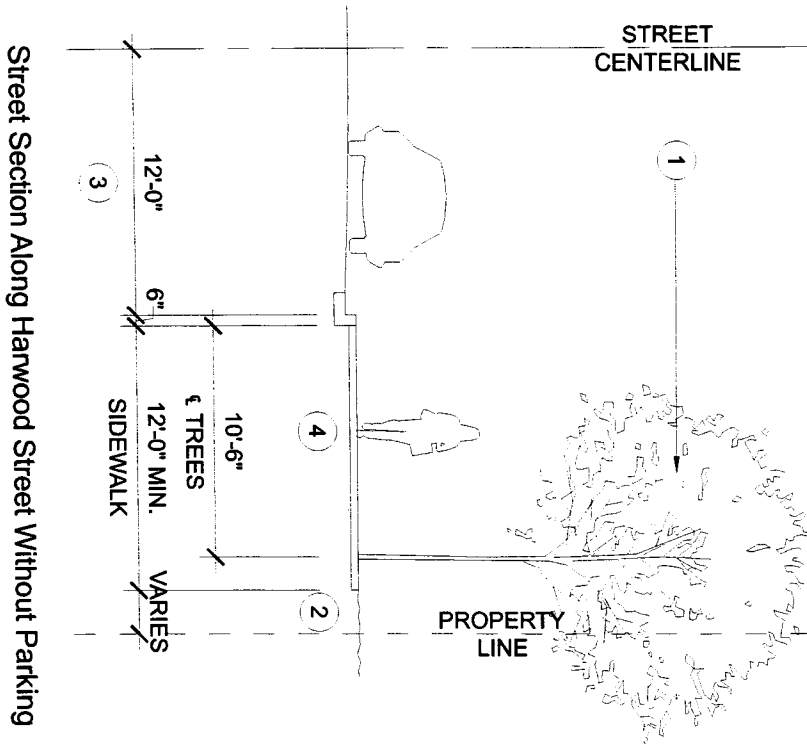 STREET
CENTERLINE
1
3
12'-0"
6"
4
10'-6"
℄ TREES
12'-0" MIN.
SIDEWALK
2
VARIES
PROPERTY
LINE
Street Section Along Harwood Street Without Parking